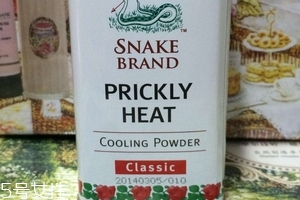 SNAKE
BRAND
PRICKLY
HEAT
COOLING POWDER
Classic
20140305/010